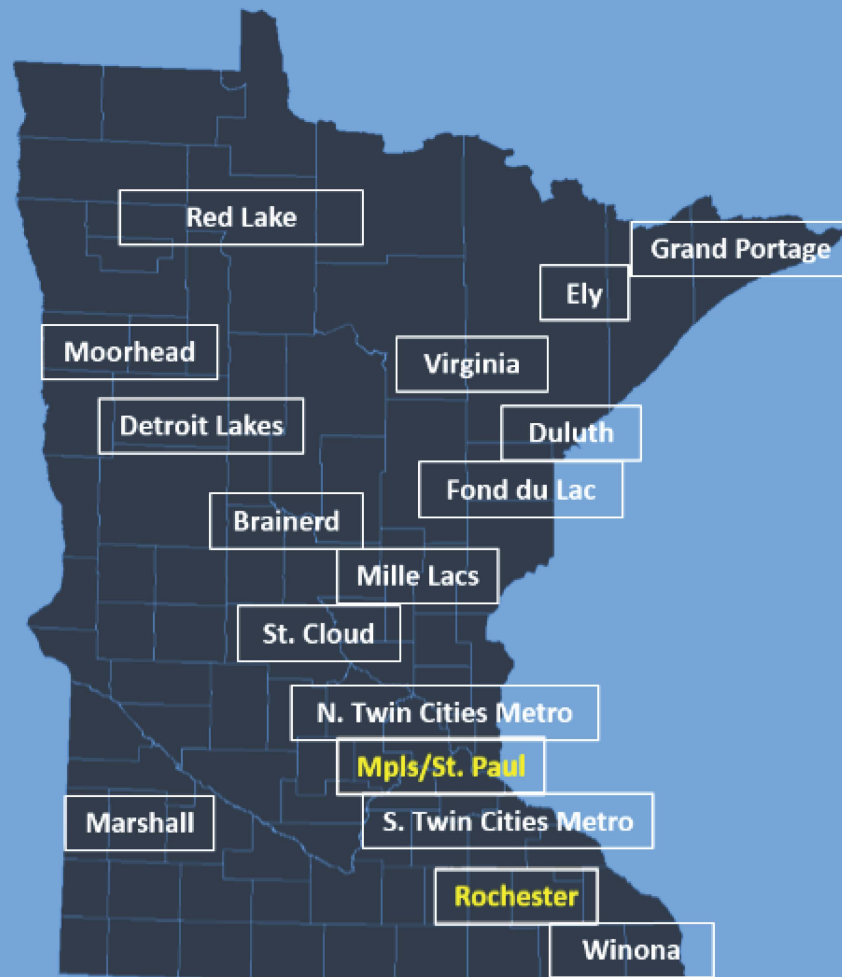 Red Lake
Grand Portage
Ely
Moorhead
Virginia
Detroit Lakes
Duluth
Fond du Lac
Brainerd
Mille Lacs
St. Cloud
N. Twin Cities Metro
Mpls/St. Paul
Marshall
S. Twin Cities Metro
Rochester
Winona